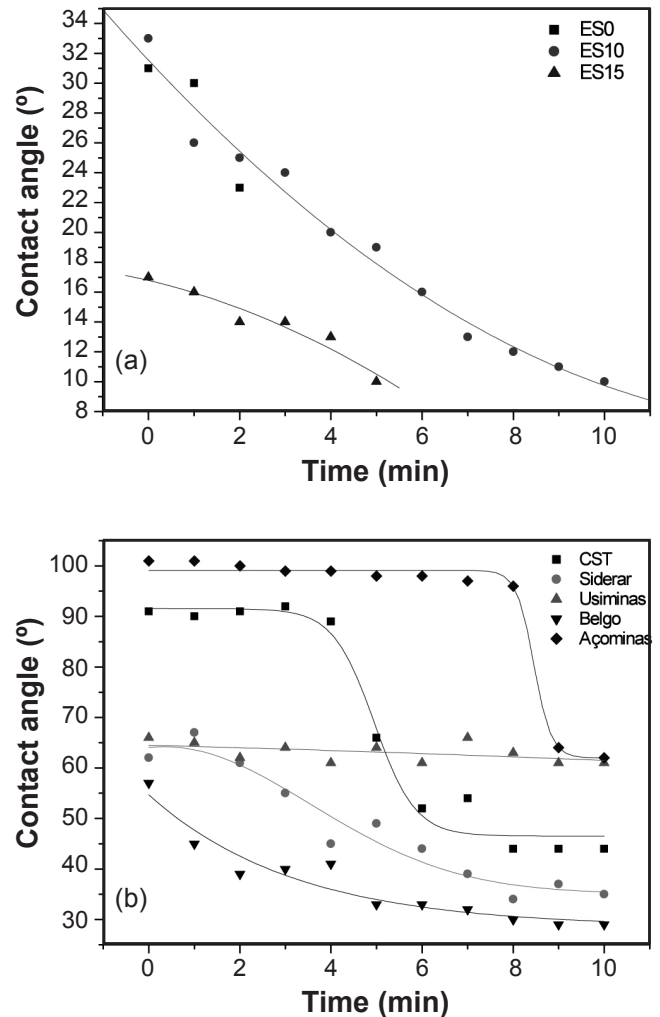 34
32
30
28
26
24
22
20
18
16
14
12
10
8
Contact angle (º)
ES0
ES10
ES15
(a)
0 2 4 6 8 10
Time (min)
100
90
80
70
60
50
40
30
Contact angle (º)
CST
Siderar
Usiminas
Belgo
Açominas
(b)
0 2 4 6 8 10
Time (min)